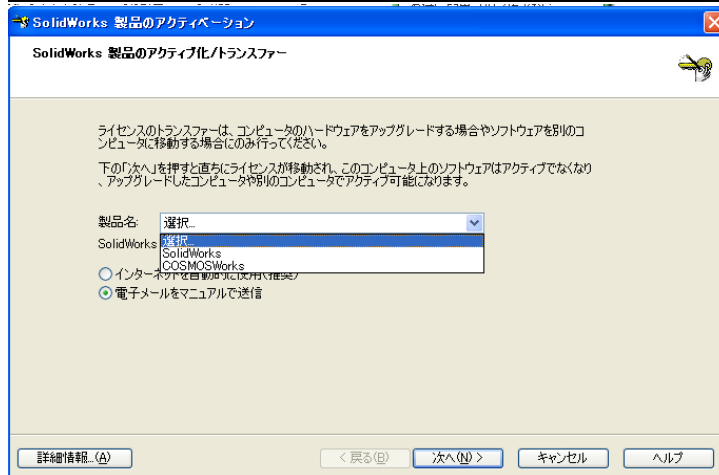 SolidWorks 製品のアクティベーション
SolidWorks 製品のアクティブ化/トランスファー
ライセンスのトランスファーは、コンピュータのハードウェアをアップグレードする場合やソフトウェアを別のコ
ンピュータに移動する場合にのみ行ってください。
下の「次へ」を押すと直ちにライセンスが移動され、このコンピュータ上のソフトウェアはアクティブでなくなり
、アップグレードしたコンピュータや別のコンピュータでアクティブ可能になります。
製品名: 選択...
SolidWorks 選択...
SolidWorks
COSMOSWorks
インターネットを自動的に使用(推奨)
電子メールをマニュアルで送信
詳細情報...(A) < 戻る(B) 次へ(N) > キャンセル ヘルプ